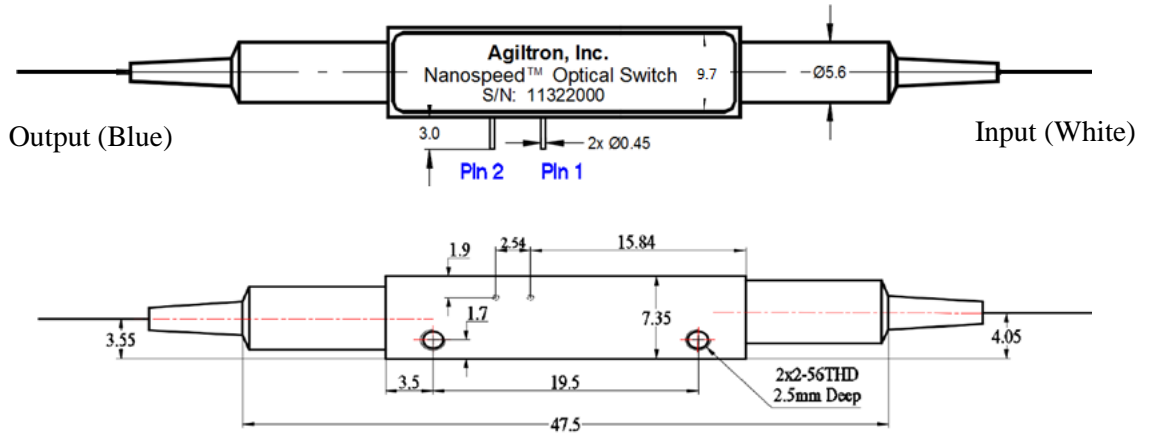 Agiltron, Inc.
Nanospeed™ Optical Switch
S/N: 11322000
9.7
Ø5.6
Output (Blue)
Input (White)
3.0
2x Ø0.45
Pin 2
Pin 1
2.54
15.84
1.9
1.7
7.35
3.55
4.05
3.5
19.5
2x2-56THD
2.5mm Deep
47.5